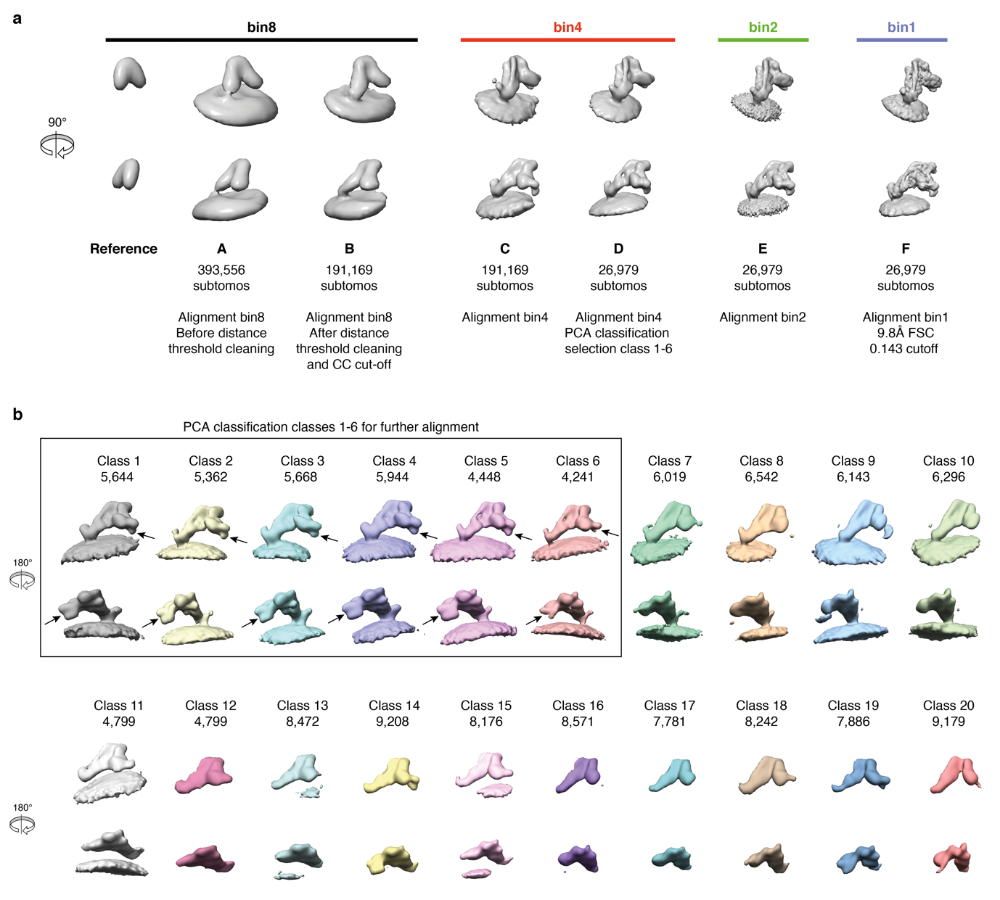 a
bin8 bin4 bin2 bin1
90°
Reference A B C D E F
393,556 191,169 191,169 26,979 26,979 26,979
subtomos subtomos subtomos subtomos subtomos subtomos
Alignment bin8 Alignment bin8 Alignment bin4 Alignment bin4 Alignment bin2 Alignment bin1
Before distance After distance PCA classification 9.8Å FSC
threshold cleaning threshold cleaning selection class 1-6 0.143 cutoff
and CC cut-off
b
PCA classification classes 1-6 for further alignment
Class 1 Class 2 Class 3 Class 4 Class 5 Class 6 Class 7 Class 8 Class 9 Class 10
5,644 5,362 5,668 5,944 4,448 4,241 6,019 6,542 6,143 6,296
180°
Class 11 Class 12 Class 13 Class 14 Class 15 Class 16 Class 17 Class 18 Class 19 Class 20
4,799 4,799 8,472 9,208 8,176 8,571 7,781 8,242 7,886 9,179
180°